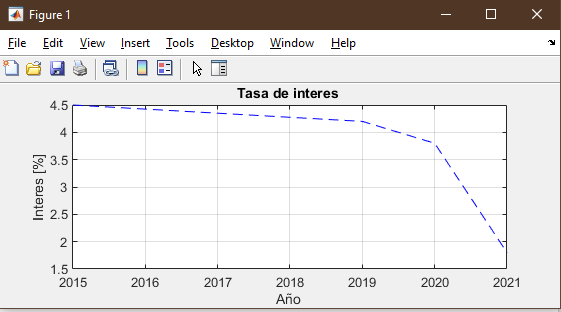 Figure 1
File Edit View Insert Tools Desktop Window Help
Tasa de interes
4.5
4
3.5
3
2.5
2
1.5
Interes [%]
2015 2016 2017 2018 2019 2020 2021
Año